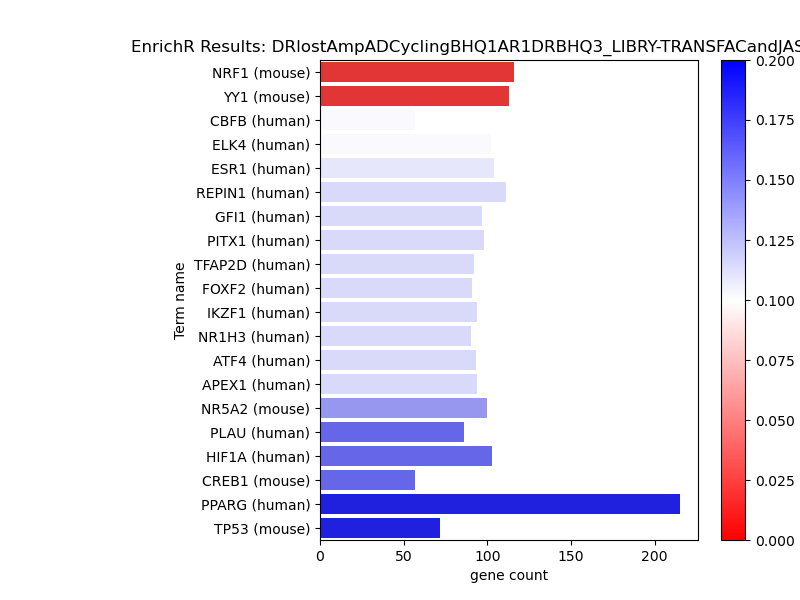 EnrichR Results: DRlostAmpADCyclingBHQ1AR1DRBHQ3_LIBRY-TRANSFACandJAS
NRF1 (mouse)
YY1 (mouse)
CBFB (human)
ELK4 (human)
ESR1 (human)
REPIN1 (human)
GFI1 (human)
PITX1 (human)
TFAP2D (human)
FOXF2 (human)
IKZF1 (human)
NR1H3 (human)
ATF4 (human)
APEX1 (human)
NR5A2 (mouse)
PLAU (human)
HIF1A (human)
CREB1 (mouse)
PPARG (human)
TP53 (mouse)
Term name
0 50 100 150 200
gene count
0.200
0.175
0.150
0.125
0.100
0.075
0.050
0.025
0.000